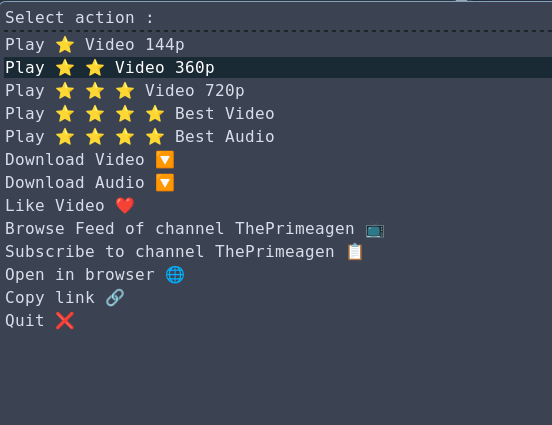 Select action :
Play ⭐ Video 144p
Play ⭐ ⭐ Video 360p
Play ⭐ ⭐ ⭐ Video 720p
Play ⭐ ⭐ ⭐ ⭐ Best Video
Play ⭐ ⭐ ⭐ ⭐ Best Audio
Download Video 🔽
Download Audio 🔽
Like Video ❤️
Browse Feed of channel ThePrimeagen 📺
Subscribe to channel ThePrimeagen 📋
Open in browser 🌐
Copy link 🔗
Quit ❌